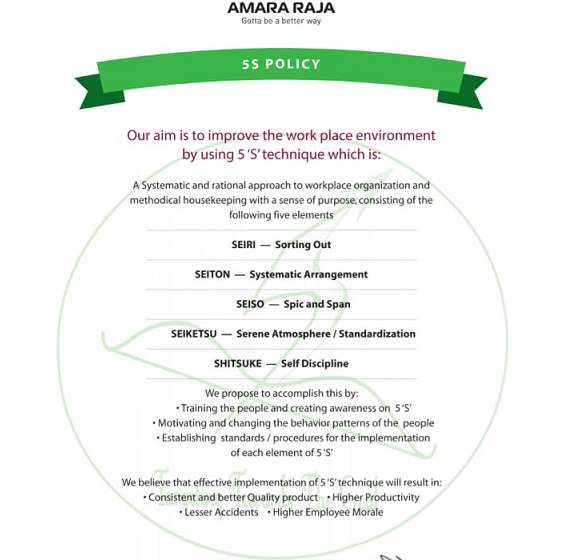 AMARA RAJA
Gotta be a better way
5S POLICY
Our aim is to improve the work place environment
by using 5 'S' technique which is:
A Systematic and rational approach to workplace organization and
methodical housekeeping with a sense of purpose, consisting of the
following five elements
SEIRI — Sorting Out
SEITON — Systematic Arrangement
SEISO — Spic and Span
SEIKETSU — Serene Atmosphere / Standardization
SHITSUKE — Self Discipline
We propose to accomplish this by:
• Training the people and creating awareness on 5 'S'
• Motivating and changing the behavior patterns of the people
• Establishing standards / procedures for the implementation
of each element of 5 'S'
We believe that effective implementation of 5 'S' technique will result in:
• Consistent and better Quality product • Higher Productivity
• Lesser Accidents • Higher Employee Morale